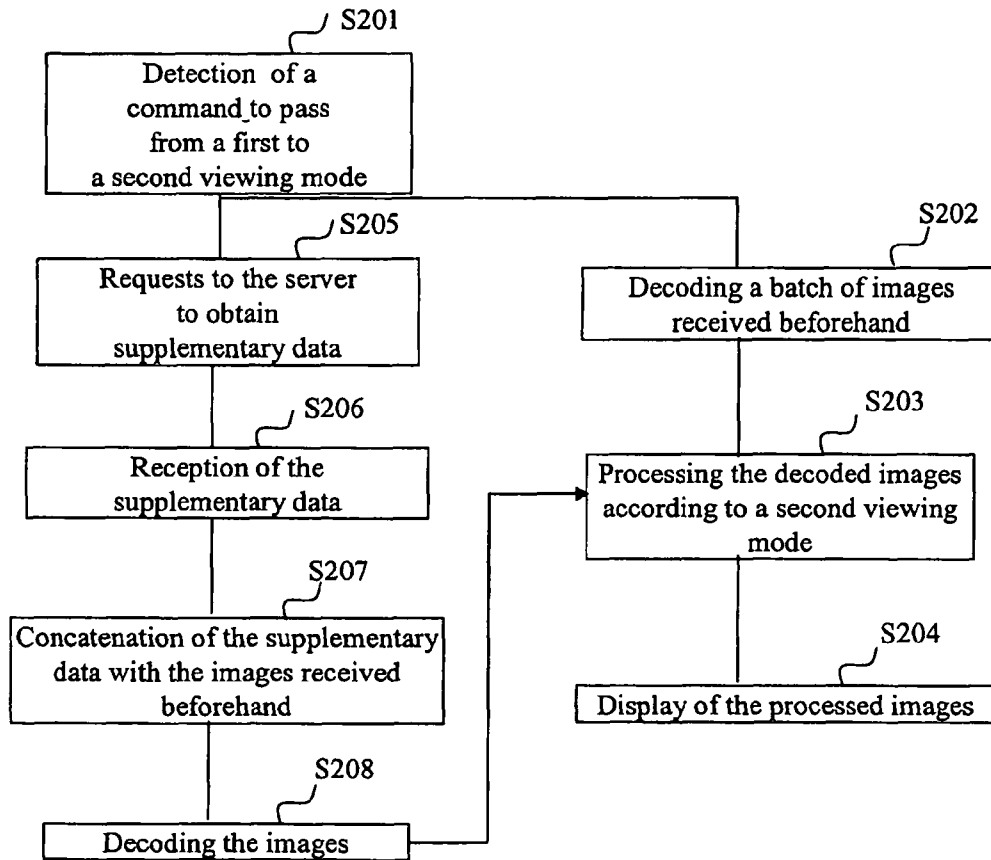 S201
Detection of a
command to pass
from a first to
a second viewing mode
S205
Requests to the server
to obtain
supplementary data
S206
Reception of the
supplementary data
S207
Concatenation of the supplementary
data with the images received
beforehand
S208
Decoding the images
S202
Decoding a batch of images
received beforehand
S203
Processing the decoded images
according to a second viewing
mode
S204
Display of the processed images